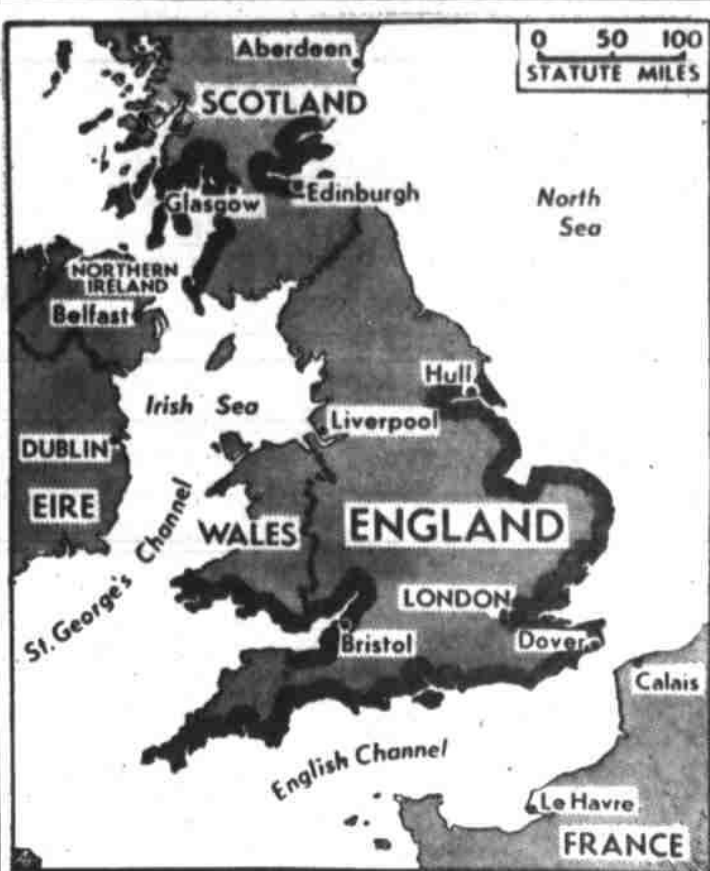 Aberdeen
0 50 100
STATUTE MILES
SCOTLAND
Glasgow
Edinburgh
North
Sea
NORTHERN
IRELAND
Belfast
Hull
Irish Sea
Liverpool
DUBLIN
EIRE
WALES
ENGLAND
St. George's Channel
LONDON
Bristol
Dover
Calais
English Channel
Le Havre
FRANCE